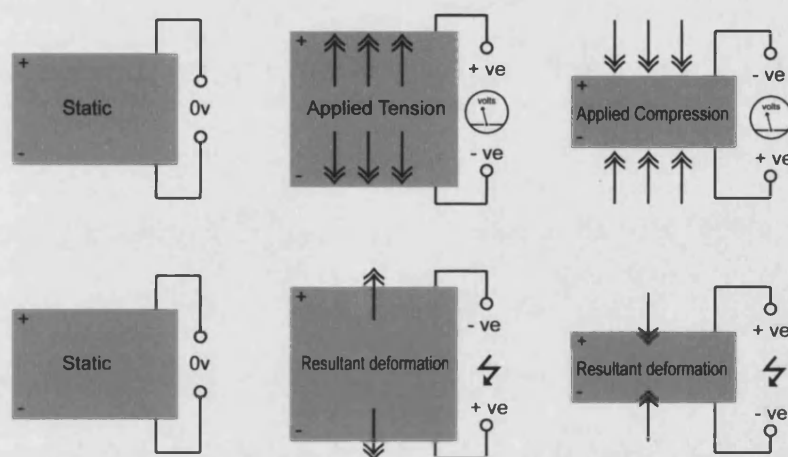 +
Static
-
0v
+
Applied Tension
-
+ ve
volts
- ve
+
Applied Compression
-
- ve
volts
+ ve
+
Static
-
0v
+
Resultant deformation
-
- ve
+ ve
+
Resultant deformation
-
+ ve
- ve